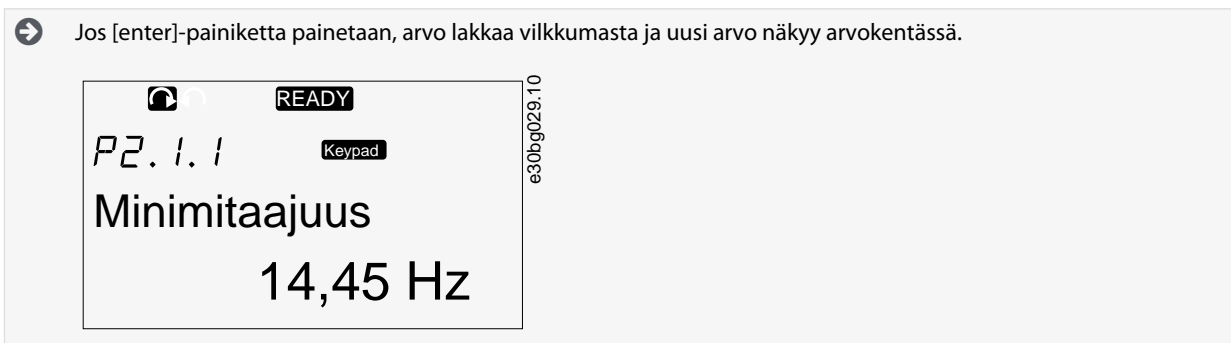 Jos [enter]-painiketta painetaan, arvo lakkaa vilkkumasta ja uusi arvo näkyy arvokentässä.
READY
P2.1.1 Keypad
Minimitaajuus
14,45 Hz
e30bg029.10